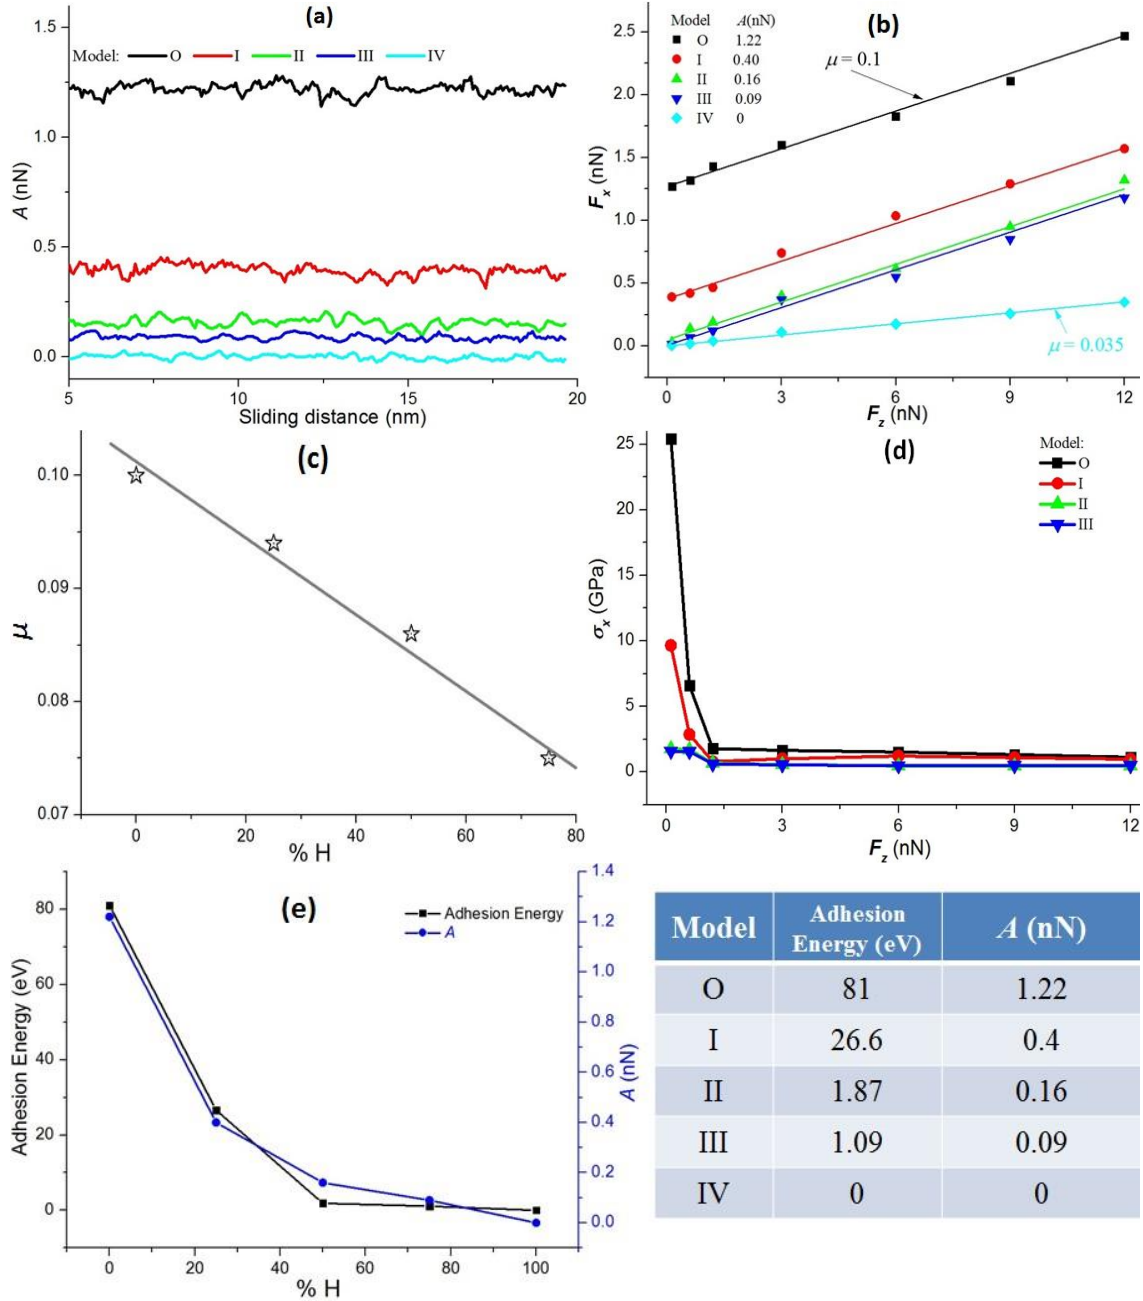 (a)
1.5
1.0
0.5
0.0
A (nN)
Model: O I II III IV
5 10 15 20
Sliding distance (nm)
(b)
Model A(nN)
O 1.22
I 0.40
II 0.16
III 0.09
IV 0
μ = 0.1
μ = 0.035
2.5
2.0
1.5
1.0
0.5
0.0
Fx (nN)
0 3 6 9 12
Fz (nN)
(c)
0.10
0.09
0.08
0.07
μ
0 20 40 60 80
% H
(d)
Model:
O
I
II
III
25
20
15
10
5
0
σx (GPa)
0 3 6 9 12
Fz (nN)
(e)
Adhesion Energy
A
80
60
40
20
0
Adhesion Energy (eV)
1.4
1.2
1.0
0.8
0.6
0.4
0.2
0.0
A (nN)
0 20 40 60 80 100
% H
Model Adhesion Energy (eV) A (nN)
O 81 1.22
I 26.6 0.4
II 1.87 0.16
III 1.09 0.09
IV 0 0